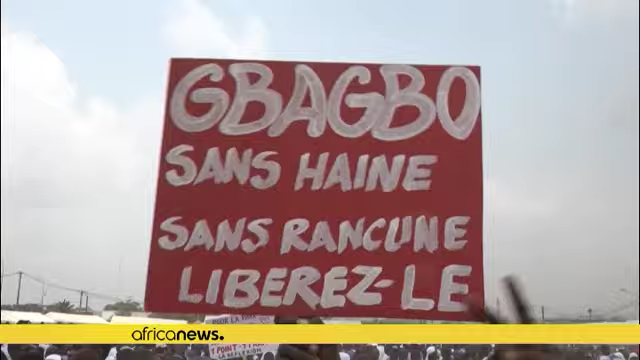 GBAGBO
SANS HAINE
SANS RANCUNE
LIBEREZ-LE
africanews.